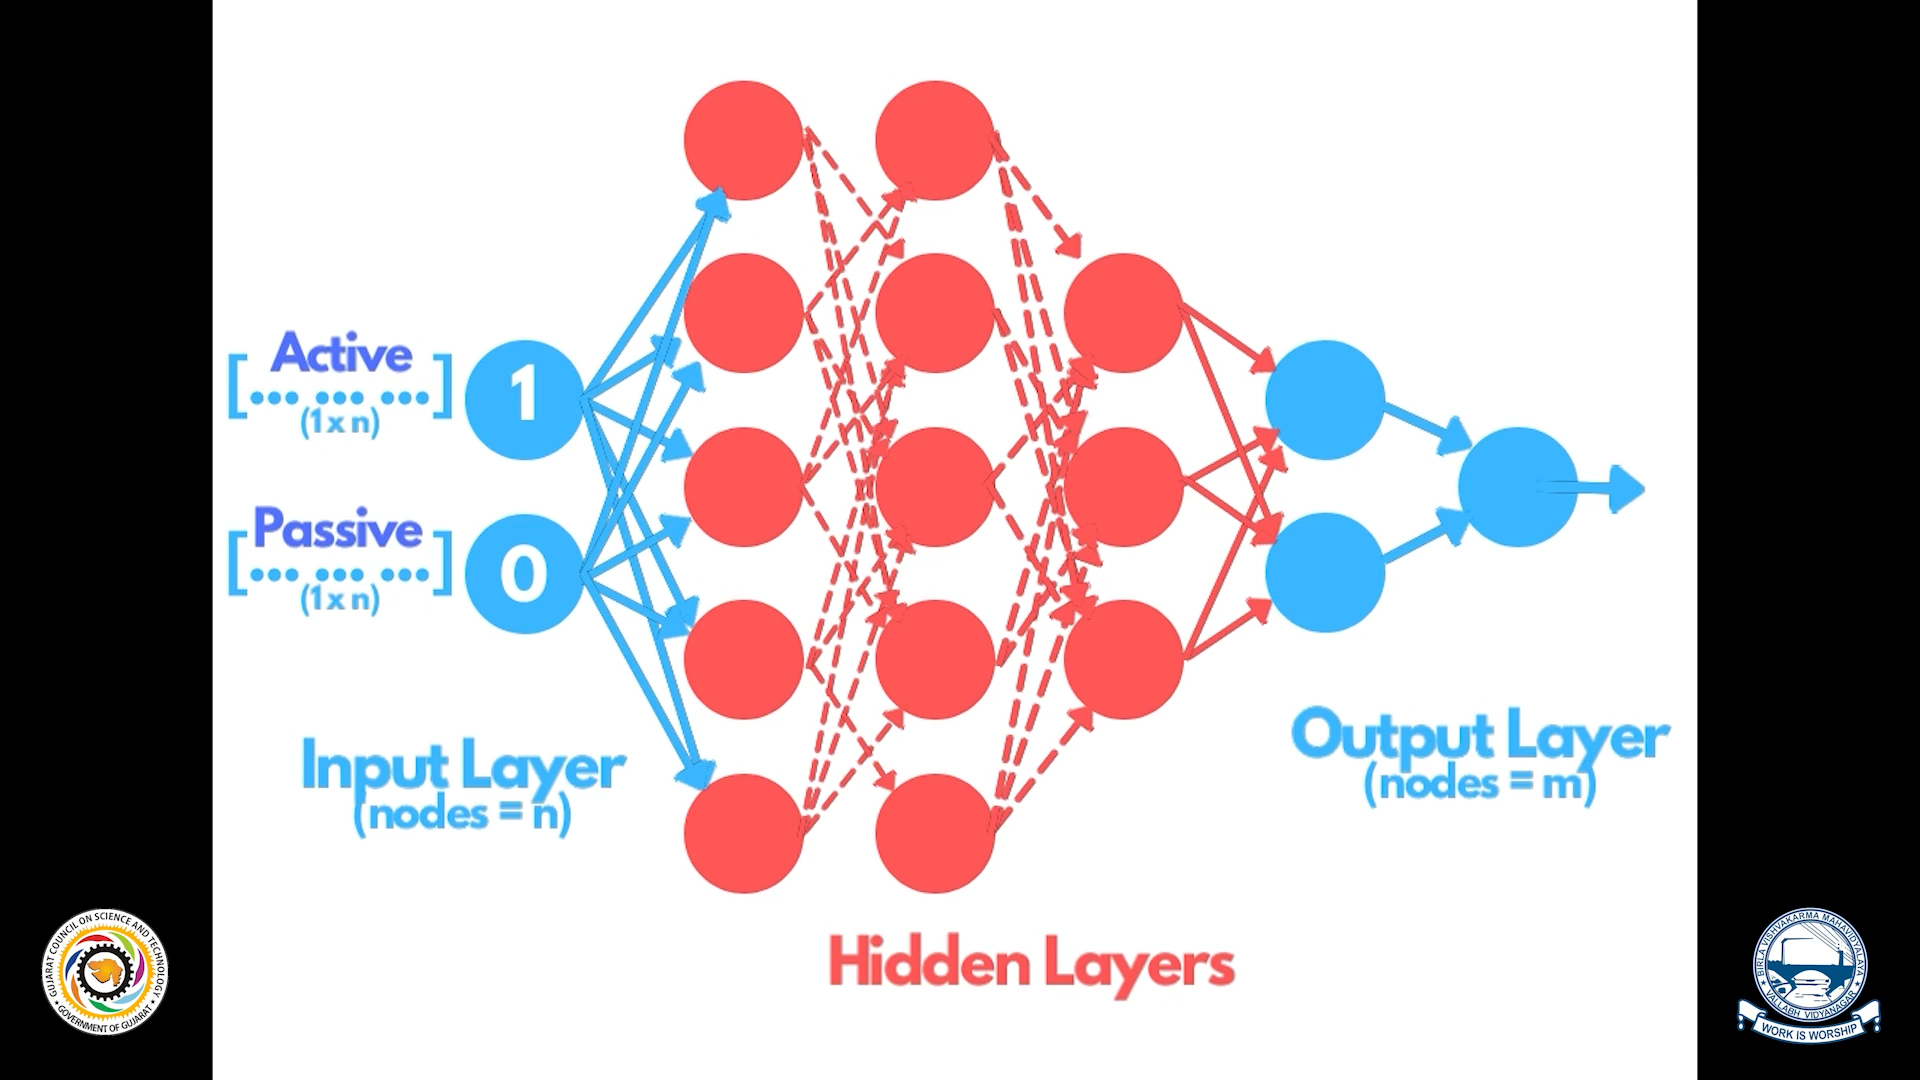 Active
[... ... ...]
(1 x n)
1
Passive
[... ... ...]
(1 x n)
0
Input Layer
(nodes = n)
Hidden Layers
Output Layer
(nodes = m)
GUJARAT COUNCIL ON SCIENCE AND TECHNOLOGY
GOVERNMENT OF GUJARAT
BIRLA VISHVAKARMA MAHAVIDYALAYA
VALLABH VIDYANAGAR
WORK IS WORSHIP